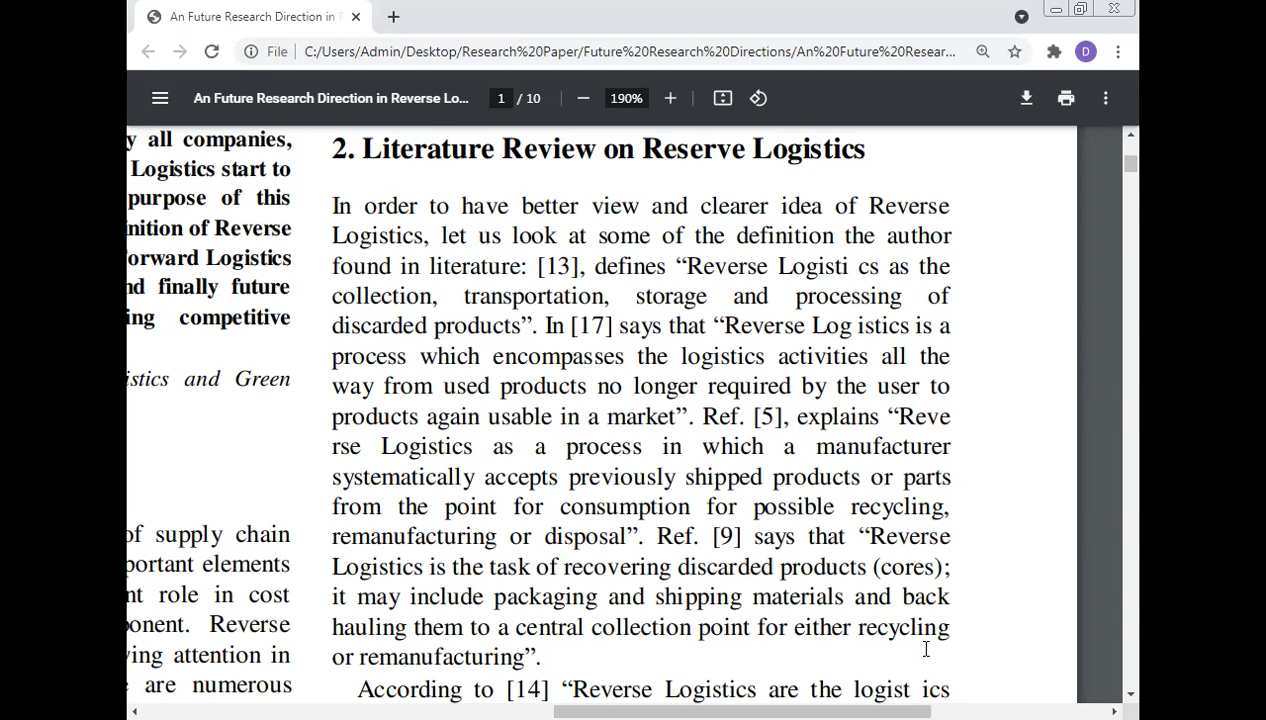 An Future Research Direction in
File
C:/Users/Admin/Desktop/Research%20Paper/Future%20Research%20Directions/An%20Future%20Resear...
D
An Future Research Direction in Reverse Lo...
1 / 10
190%
y all companies,
Logistics start to
purpose of this
inition of Reverse
orward Logistics
nd finally future
ing competitive
istics and Green
of supply chain
portant elements
nt role in cost
onent. Reverse
ving attention in
e are numerous
2. Literature Review on Reserve Logistics
In order to have better view and clearer idea of Reverse
Logistics, let us look at some of the definition the author
found in literature: [13], defines “Reverse Logisti cs as the
collection, transportation, storage and processing of
discarded products”. In [17] says that “Reverse Log istics is a
process which encompasses the logistics activities all the
way from used products no longer required by the user to
products again usable in a market”. Ref. [5], explains “Reve
rse Logistics as a process in which a manufacturer
systematically accepts previously shipped products or parts
from the point for consumption for possible recycling,
remanufacturing or disposal”. Ref. [9] says that “Reverse
Logistics is the task of recovering discarded products (cores);
it may include packaging and shipping materials and back
hauling them to a central collection point for either recycling
or remanufacturing”.
According to [14] “Reverse Logistics are the logist ics